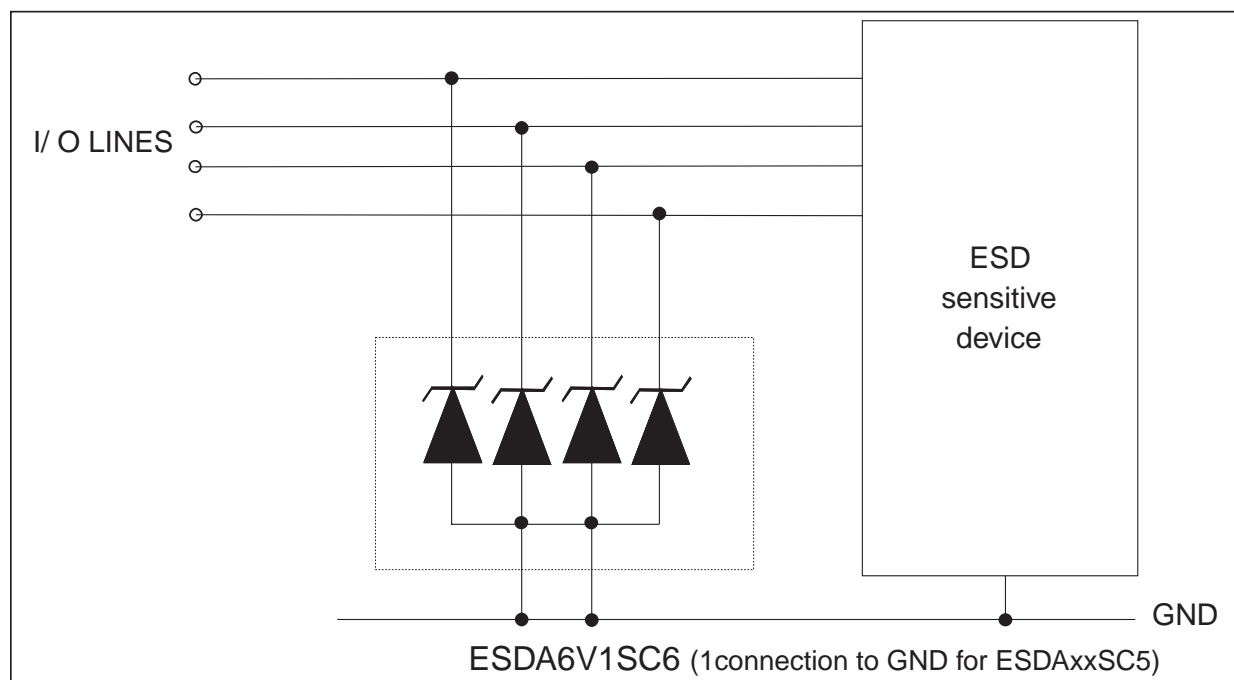 I/ O LINES
ESD
sensitive
device
GND
ESDA6V1SC6 (1connection to GND for ESDAxxSC5)